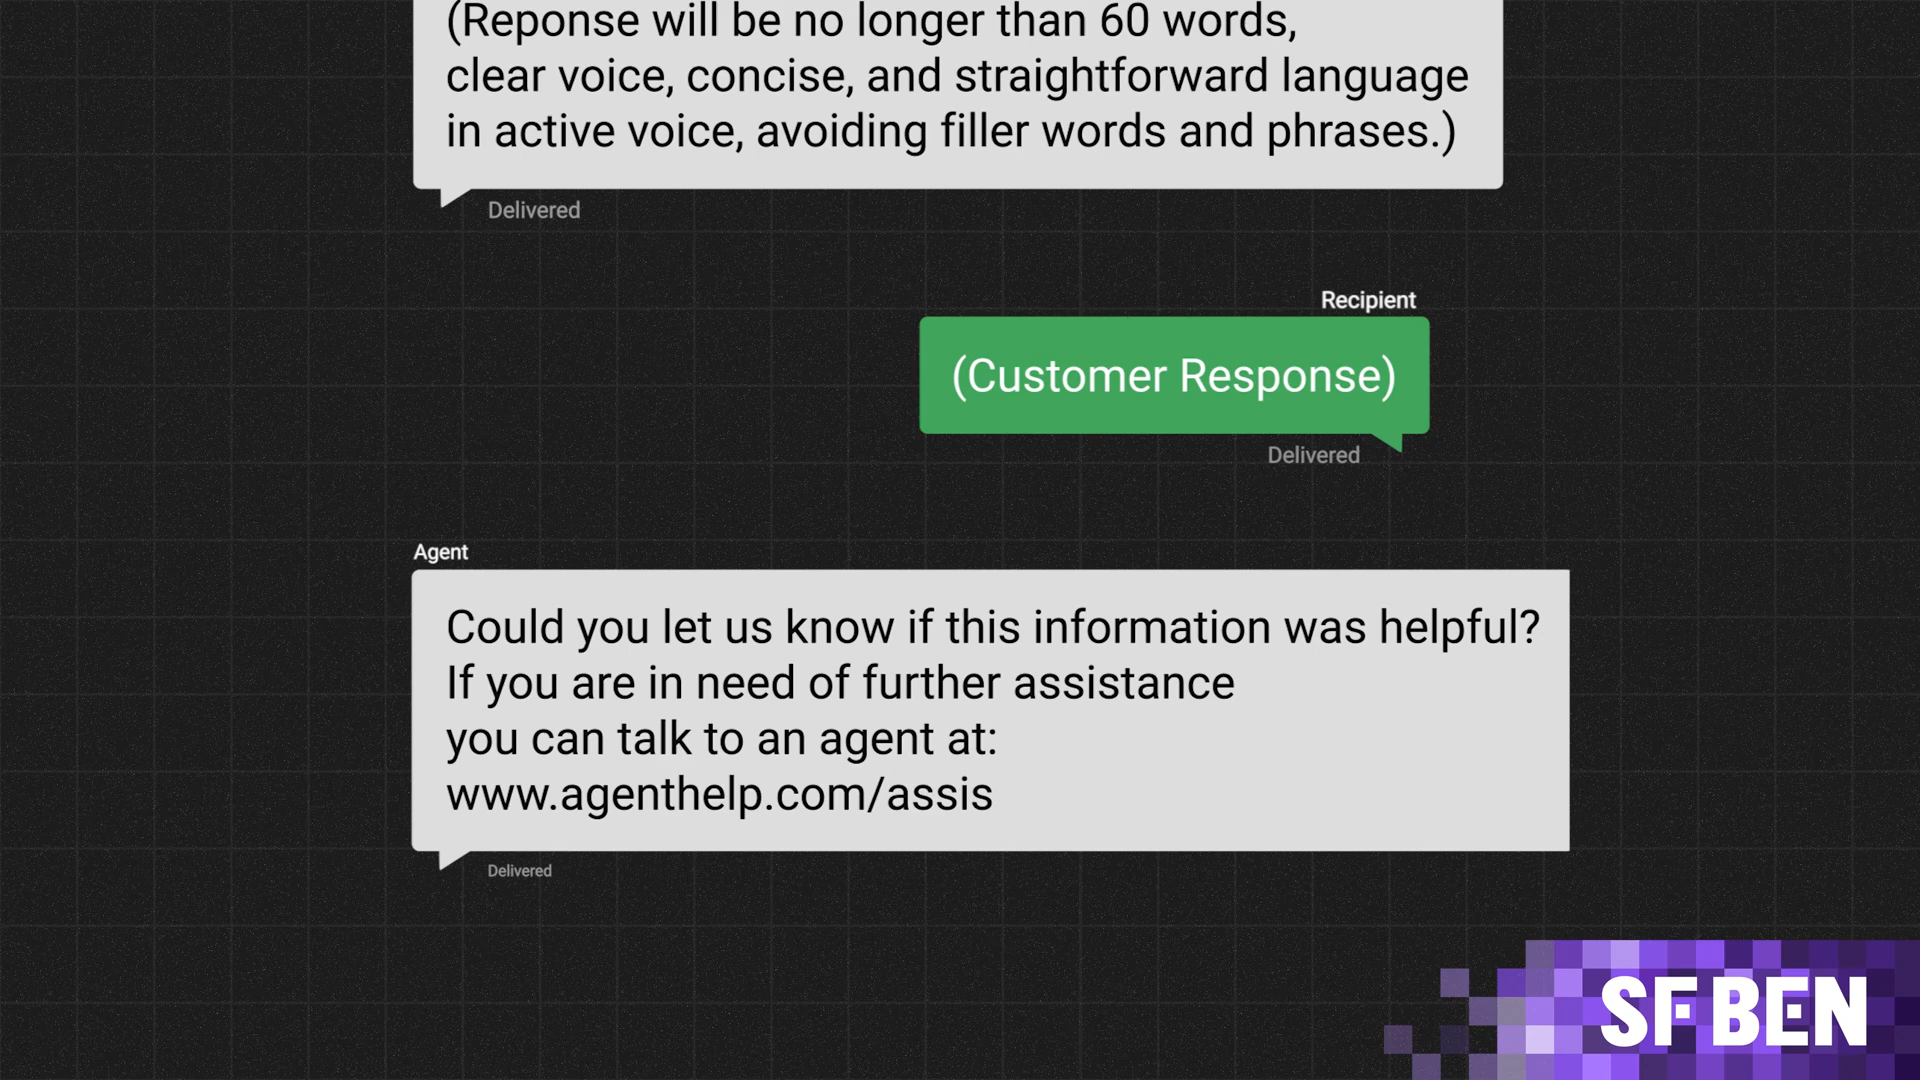 (Reponse will be no longer than 60 words,
clear voice, concise, and straightforward language
in active voice, avoiding filler words and phrases.)
Delivered
Recipient
(Customer Response)
Delivered
Agent
Could you let us know if this information was helpful?
If you are in need of further assistance
you can talk to an agent at:
www.agenthelp.com/assis
Delivered
SF BEN